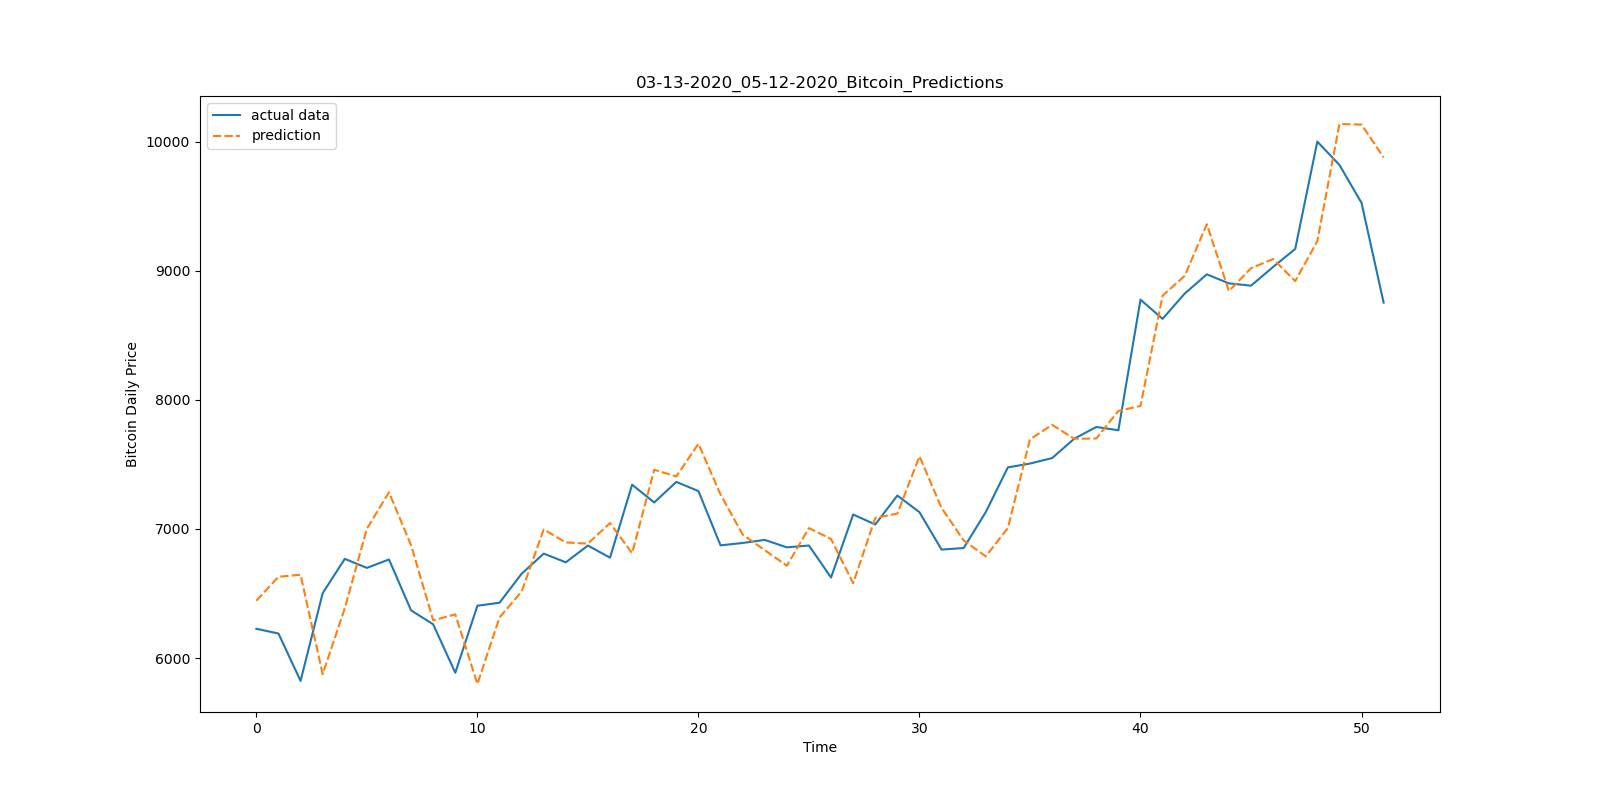 03-13-2020_05-12-2020_Bitcoin_Predictions
actual data
prediction
10000
9000
8000
7000
6000
Bitcoin Daily Price
0 10 20 30 40 50
Time